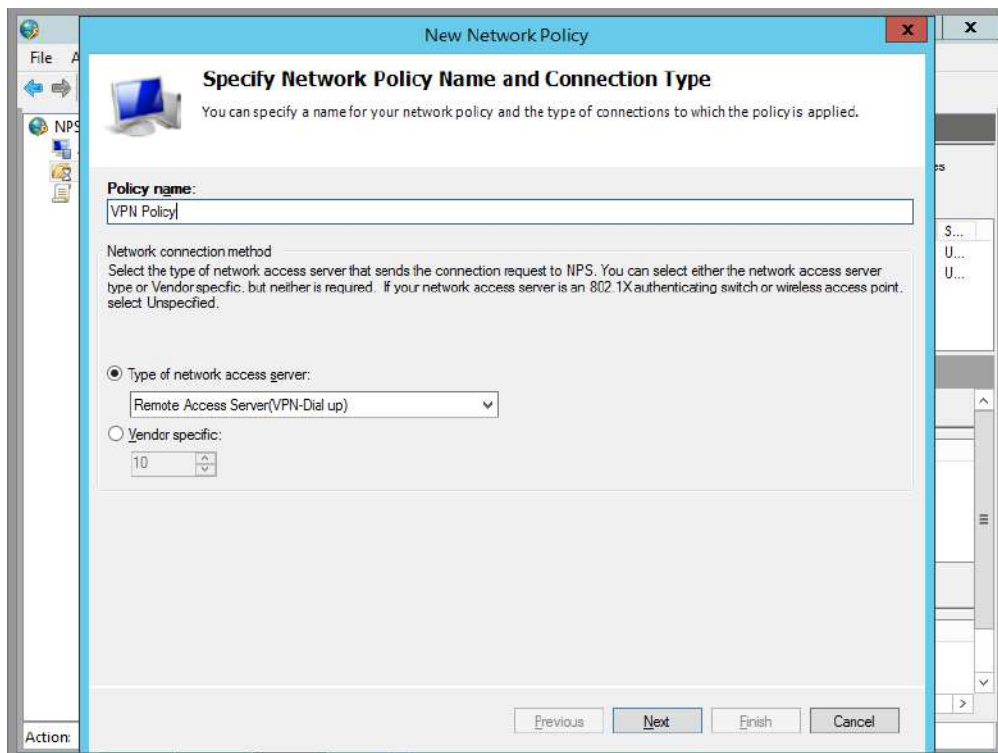 New Network Policy
x
x
File A
Specify Network Policy Name and Connection Type
You can specify a name for your network policy and the type of connections to which the policy is applied.
NPS
es
Policy name:
VPN Policy
S...
U...
U...
Network connection method
Select the type of network access server that sends the connection request to NPS. You can select either the network access server
type or Vendor specific, but neither is required. If your network access server is an 802.1X authenticating switch or wireless access point,
select Unspecified.
Type of network access server:
Remote Access Server(VPN-Dial up)
Vendor specific:
10
Previous Next Finish Cancel
Action: